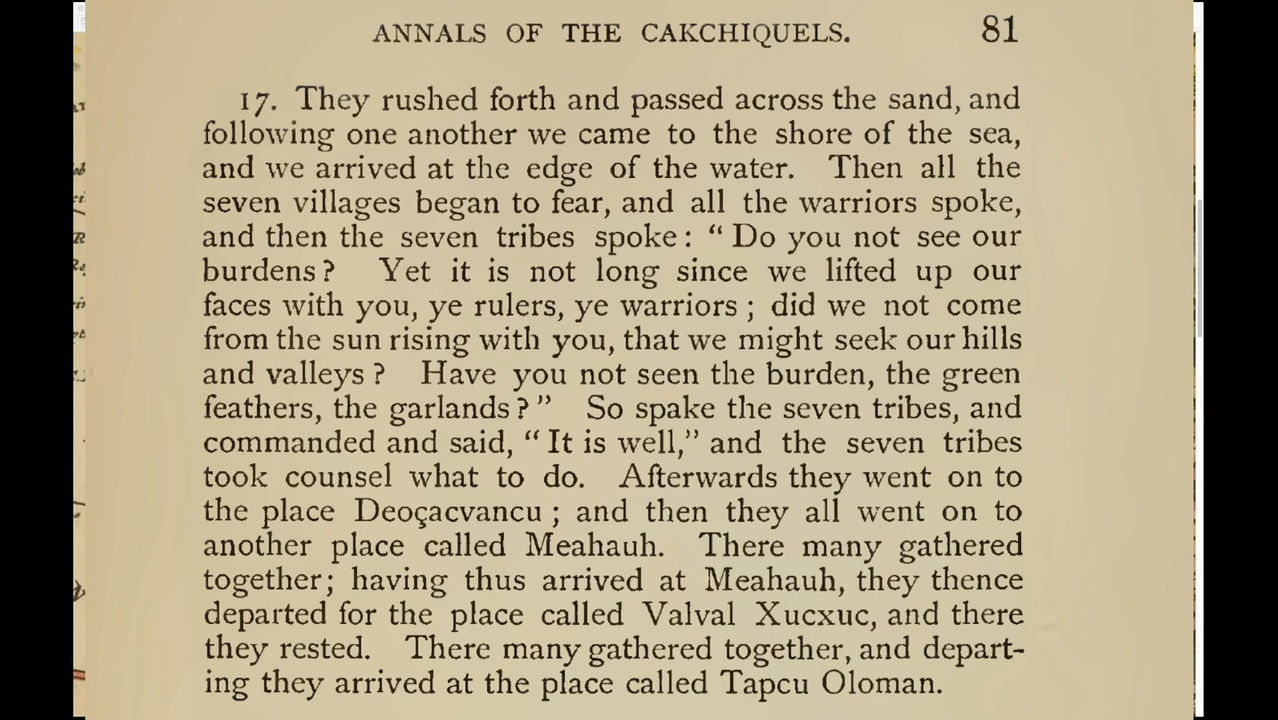 ANNALS OF THE CAKCHIQUELS. 81
17. They rushed forth and passed across the sand, and
following one another we came to the shore of the sea,
and we arrived at the edge of the water. Then all the
seven villages began to fear, and all the warriors spoke,
and then the seven tribes spoke: “Do you not see our
burdens? Yet it is not long since we lifted up our
faces with you, ye rulers, ye warriors; did we not come
from the sun rising with you, that we might seek our hills
and valleys? Have you not seen the burden, the green
feathers, the garlands?” So spake the seven tribes, and
commanded and said, “It is well,” and the seven tribes
took counsel what to do. Afterwards they went on to
the place Deoçacvancu; and then they all went on to
another place called Meahauh. There many gathered
together; having thus arrived at Meahauh, they thence
departed for the place called Valval Xucxuc, and there
they rested. There many gathered together, and depart-
ing they arrived at the place called Tapcu Oloman.